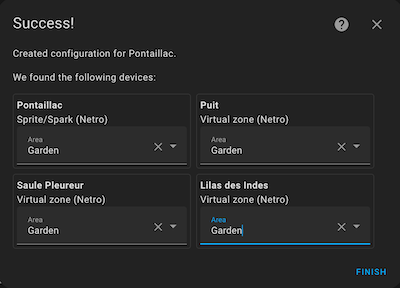 Success!
Created configuration for Pontaillac.
We found the following devices:
Pontaillac
Sprite/Spark (Netro)
Area
Garden
Puit
Virtual zone (Netro)
Area
Garden
Saule Pleureur
Virtual zone (Netro)
Area
Garden
Lilas des Indes
Virtual zone (Netro)
Area
Garden
FINISH